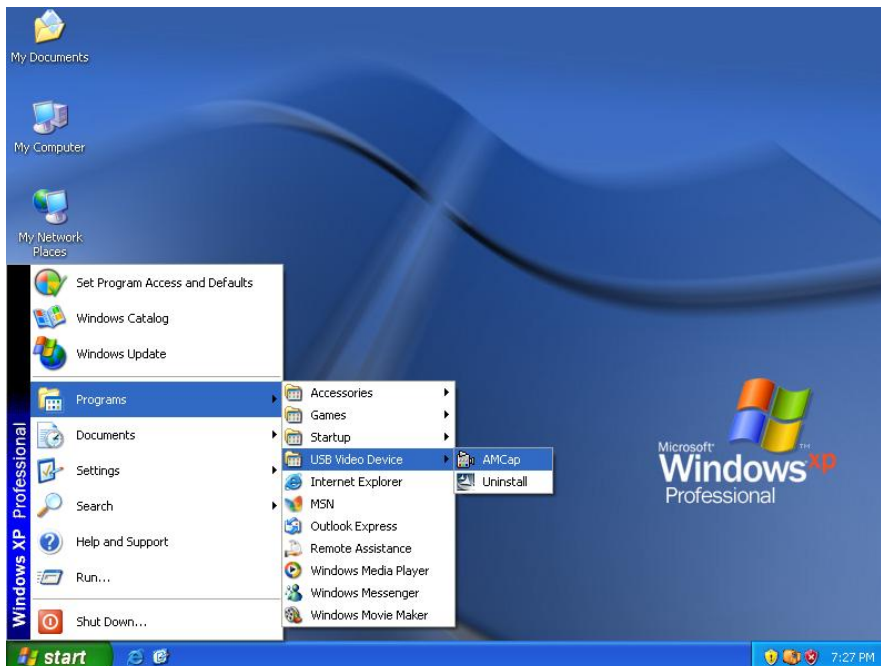 My Documents
My Computer
My Network
Places
Set Program Access and Defaults
Windows Catalog
Windows Update
Programs
Documents
Settings
Search
Help and Support
Run...
Shut Down...
Windows XP Professional
Accessories
Games
Startup
USB Video Device
Internet Explorer
MSN
Outlook Express
Remote Assistance
Windows Media Player
Windows Messenger
Windows Movie Maker
AMCap
Uninstall
Microsoft
Windows xp
TM
Professional
start
7:27 PM